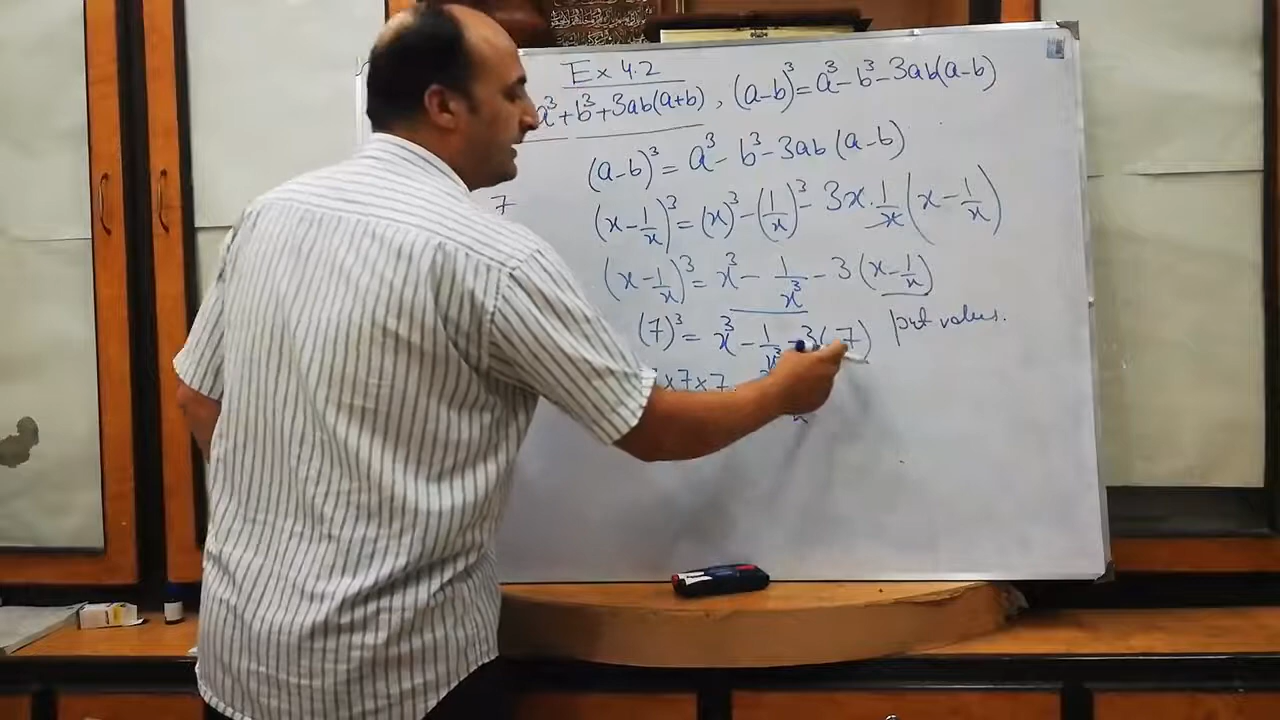 Ex 4.2
a³+b³+3ab(a+b) , (a-b)³=a³-b³-3ab(a-b)
(a-b)³ = a³- b³-3ab (a-b)
7
(x-1/x)³=(x)³-(1/x)³- 3x.1/x(x-1/x)
(x-1/x)³= x³- 1/x³ -3(x-1/x)
(7)³= x³-1/x³-3(7) put values.
x7x7